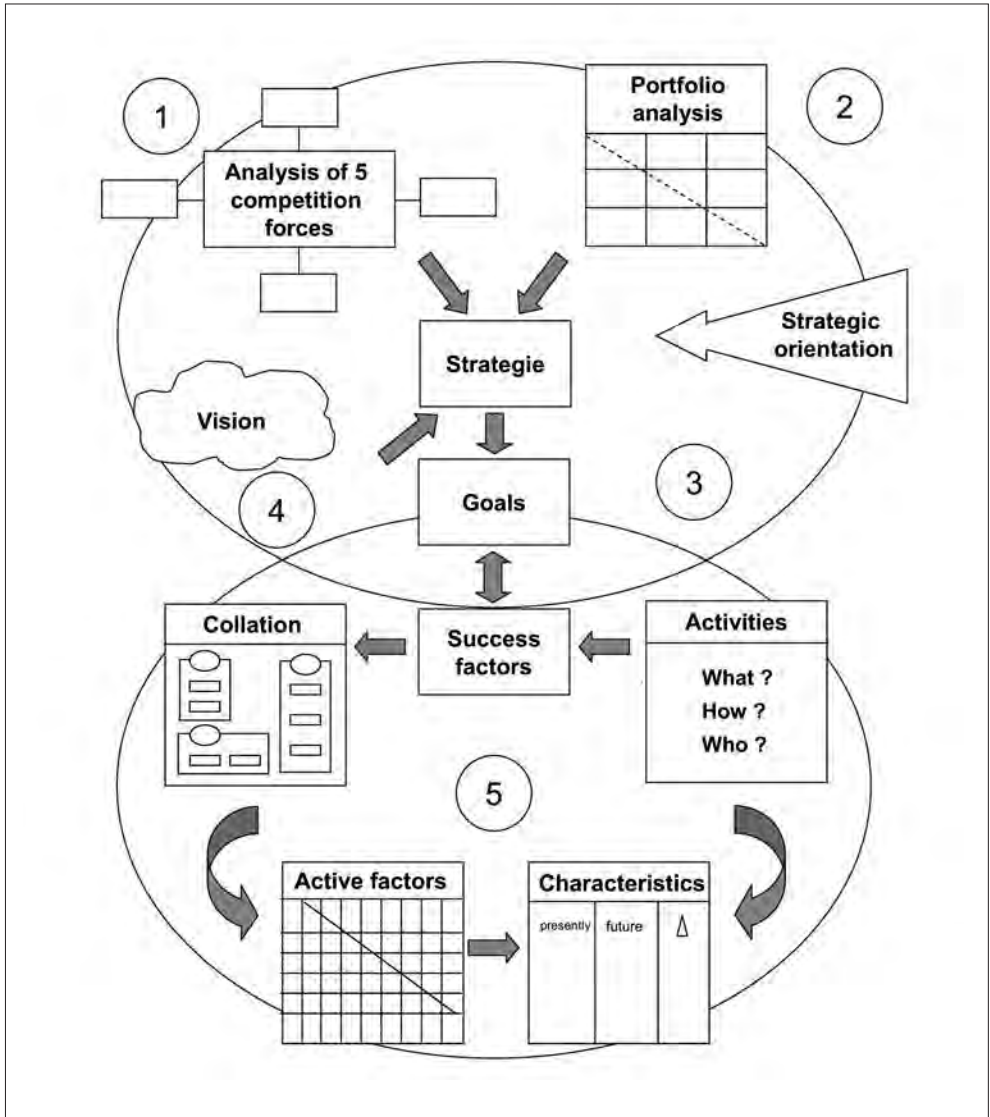 1
Portfolio
analysis
2
Analysis of 5
competition
forces
Strategic
orientation
Strategie
Vision
3
4
Goals
Collation
Success
factors
Activities
What ?
How ?
Who ?
5
Active factors
Characteristics
presently
future
Δ